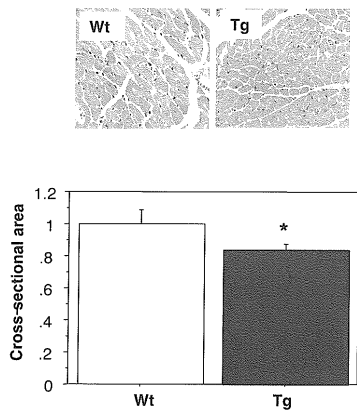 Wt Tg
1.2
1
.8
.6
.4
.2
0
Cross-sectional area
*
Wt Tg